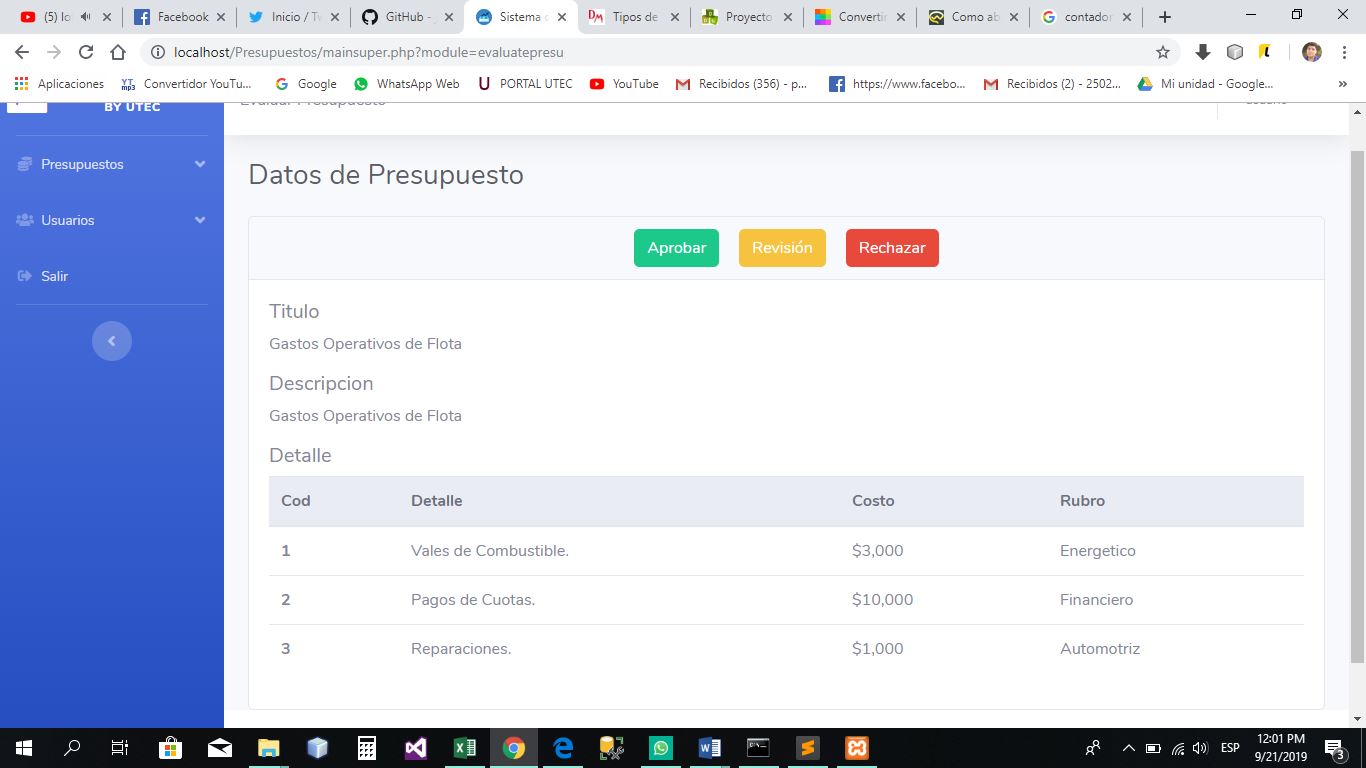 (5) lo
Facebook
Inicio / Tw
GitHub -
Sistema d
Tipos de
Proyecto
Convertir
Como ab
contador
localhost/Presupuestos/mainsuper.php?module=evaluatepresu
Aplicaciones
Convertidor YouTu...
Google
WhatsApp Web
PORTAL UTEC
YouTube
Recibidos (356) - p...
https://www.facebo...
Recibidos (2) - 2502...
Mi unidad - Google...
»
BY UTEC
Evaluar Presupuesto
usuario
Presupuestos
Usuarios
Salir
Datos de Presupuesto
Aprobar Revisión Rechazar
Titulo
Gastos Operativos de Flota
Descripcion
Gastos Operativos de Flota
Detalle
Cod Detalle Costo Rubro
1 Vales de Combustible. $3,000 Energetico
2 Pagos de Cuotas. $10,000 Financiero
3 Reparaciones. $1,000 Automotriz
ESP
12:01 PM
9/21/2019
3